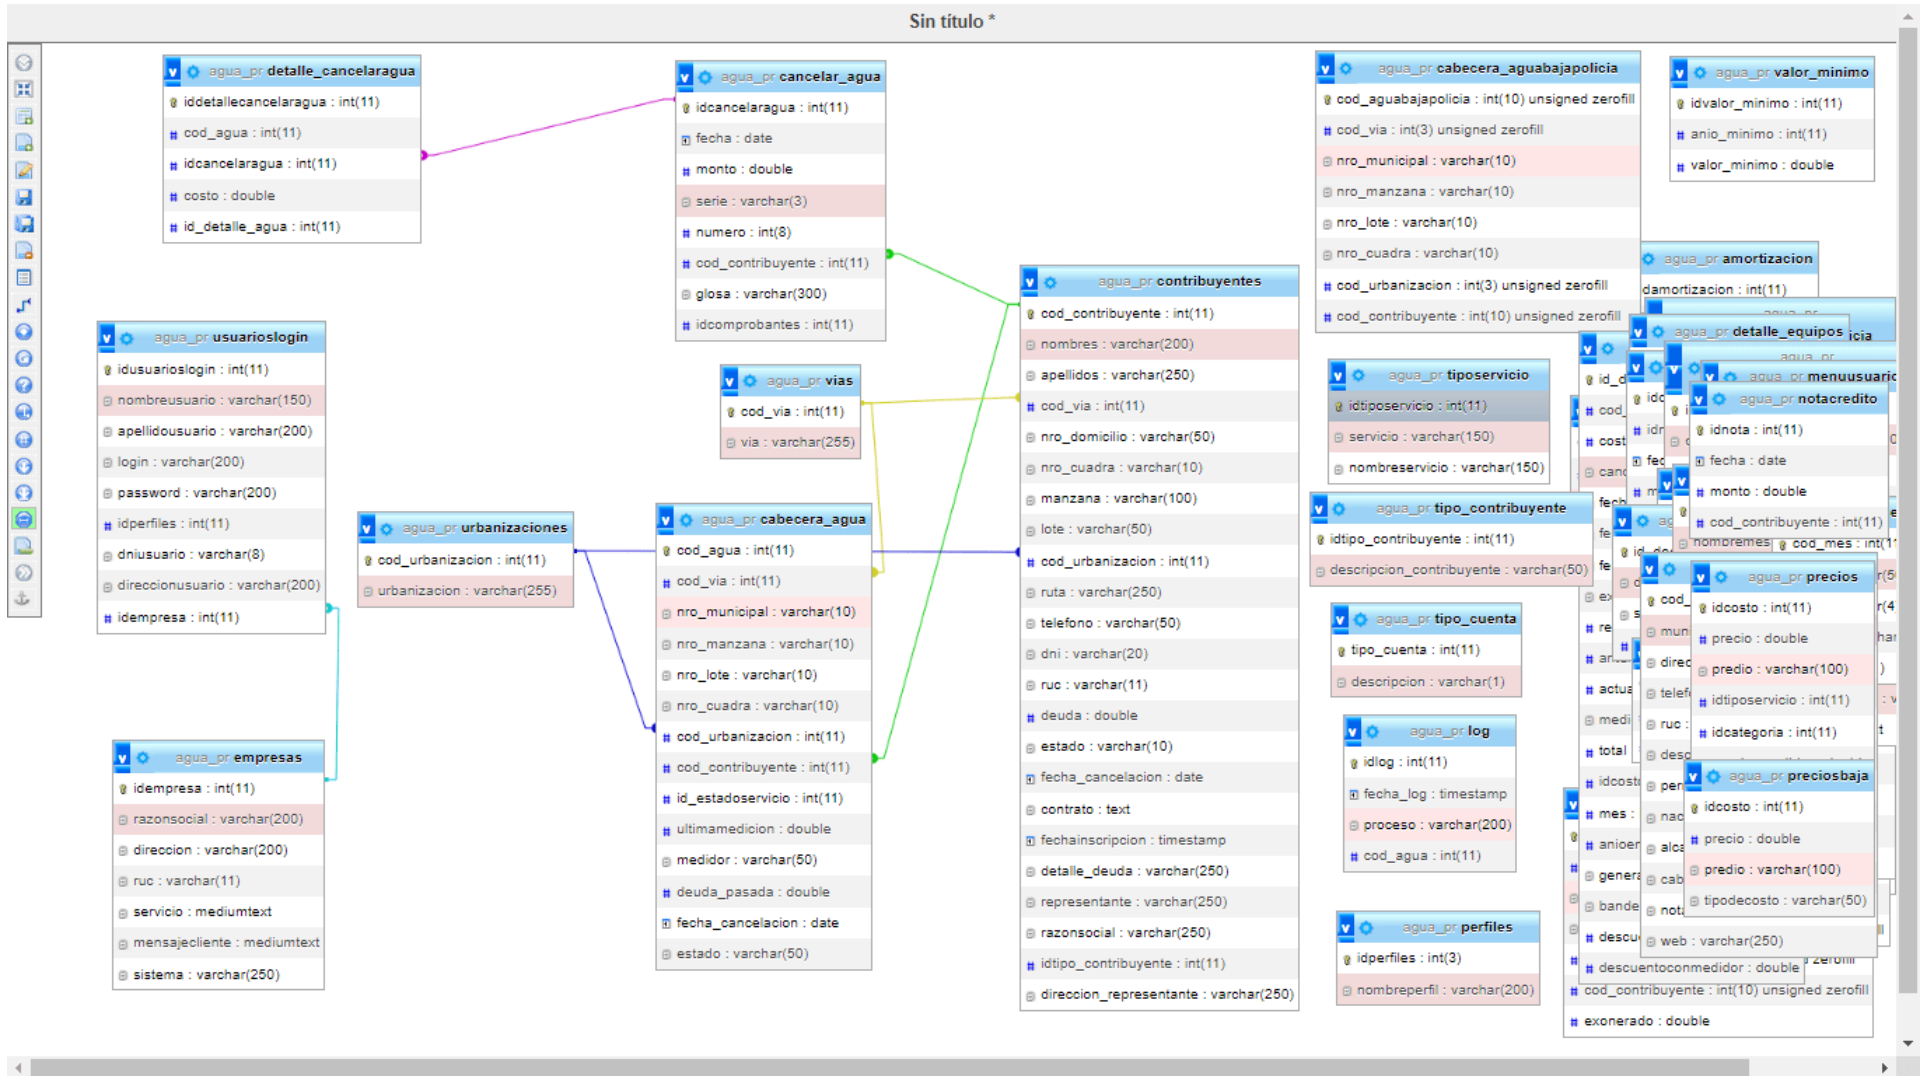 Sin título *
agua_pr detalle_cancelaragua
iddetallecancelaragua : int(11)
cod_agua : int(11)
idcancelaragua : int(11)
costo : double
id_detalle_agua : int(11)
agua_pr cancelar_agua
idcancelaragua : int(11)
fecha : date
monto : double
serie : varchar(3)
numero : int(8)
cod_contribuyente : int(11)
glosa : varchar(300)
idcomprobantes : int(11)
agua_pr usuarioslogin
idusuarioslogin : int(11)
nombreusuario : varchar(150)
apellidousuario : varchar(200)
login : varchar(200)
password : varchar(200)
idperfiles : int(11)
dniusuario : varchar(8)
direccionusuario : varchar(200)
idempresa : int(11)
agua_pr vias
cod_via : int(11)
via : varchar(255)
agua_pr urbanizaciones
cod_urbanizacion : int(11)
urbanizacion : varchar(255)
agua_pr cabecera_agua
cod_agua : int(11)
cod_via : int(11)
nro_municipal : varchar(10)
nro_manzana : varchar(10)
nro_lote : varchar(10)
nro_cuadra : varchar(10)
cod_urbanizacion : int(11)
cod_contribuyente : int(11)
id_estadoservicio : int(11)
ultimamedicion : double
medidor : varchar(50)
deuda_pasada : double
fecha_cancelacion : date
estado : varchar(50)
agua_pr empresas
idempresa : int(11)
razonsocial : varchar(200)
direccion : varchar(200)
ruc : varchar(11)
servicio : mediumtext
mensajecliente : mediumtext
sistema : varchar(250)
agua_pr contribuyentes
cod_contribuyente : int(11)
nombres : varchar(200)
apellidos : varchar(250)
cod_via : int(11)
nro_domicilio : varchar(50)
nro_cuadra : varchar(10)
manzana : varchar(100)
lote : varchar(50)
cod_urbanizacion : int(11)
ruta : varchar(250)
telefono : varchar(50)
dni : varchar(20)
ruc : varchar(11)
deuda : double
estado : varchar(10)
fecha_cancelacion : date
contrato : text
fechainscripcion : timestamp
detalle_deuda : varchar(250)
representante : varchar(250)
razonsocial : varchar(250)
idtipo_contribuyente : int(11)
direccion_representante : varchar(250)
agua_pr cabecera_aguabajapolicia
cod_aguabajapolicia : int(10) unsigned zerofill
cod_via : int(3) unsigned zerofill
nro_municipal : varchar(10)
nro_manzana : varchar(10)
nro_lote : varchar(10)
nro_cuadra : varchar(10)
cod_urbanizacion : int(3) unsigned zerofill
cod_contribuyente : int(10) unsigned zerofill
agua_pr valor_minimo
idvalor_minimo : int(11)
anio_minimo : int(11)
valor_minimo : double
agua_pr amortizacion
damortizacion : int(11)
agua_pr detalle_equipos
icia
agua_pr
agua_pr menuusuario
agua_pr tiposervicio
idtiposervicio : int(11)
servicio : varchar(150)
nombreservicio : varchar(150)
agua_pr tipo_contribuyente
idtipo_contribuyente : int(11)
descripcion_contribuyente : varchar(50)
agua_pr tipo_cuenta
tipo_cuenta : int(11)
descripcion : varchar(1)
agua_pr log
idlog : int(11)
fecha_log : timestamp
proceso : varchar(200)
cod_agua : int(11)
agua_pr perfiles
idperfiles : int(3)
nombreperfil : varchar(200)
agua_pr notacredito
idnota : int(11)
fecha : date
monto : double
cod_contribuyente : int(11)
nombremes
cod_mes : int(11)
agua_pr precios
idcosto : int(11)
precio : double
predio : varchar(100)
idtiposervicio : int(11)
idcategoria : int(11)
agua_pr preciosbaja
idcosto : int(11)
precio : double
predio : varchar(100)
tipodecosto : varchar(50)
web : varchar(250)
descuentoconmedidor : double
zerofill
cod_contribuyente : int(10) unsigned zerofill
exonerado : double